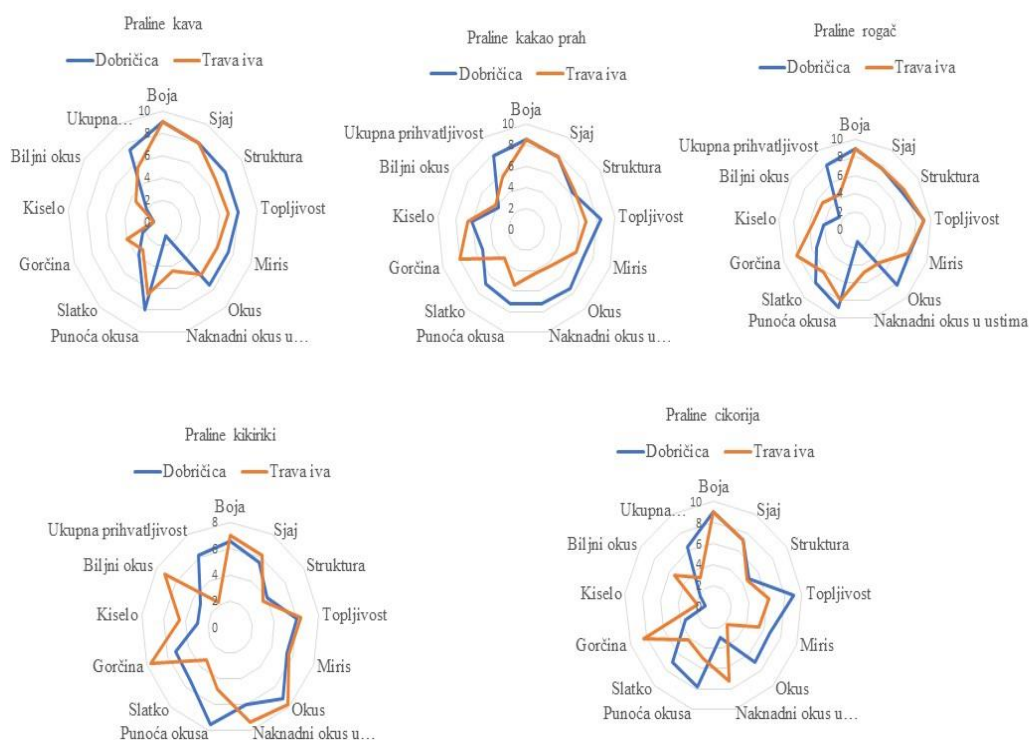 Praline kava
Dobričica Trava iva
Boja
Sjaj
Struktura
Topljivost
Miris
Okus
Naknadni okus u…
Punoća okusa
Slatko
Gorčina
Kiselo
Biljni okus
Ukupna…
10
8
6
4
2
0
Praline kakao prah
Dobričica Trava iva
Boja
Sjaj
Struktura
Topljivost
Miris
Okus
Naknadni okus u…
Punoća okusa
Slatko
Gorčina
Kiselo
Biljni okus
Ukupna prihvatljivost
10
8
6
4
2
0
Praline rogač
Dobričica Trava iva
Boja
Sjaj
Struktura
Topljivost
Miris
Okus
Naknadni okus u ustima
Punoća okusa
Slatko
Gorčina
Kiselo
Biljni okus
Ukupna prihvatljivost
10
8
6
4
2
0
Praline kikiriki
Dobričica Trava iva
Boja
Sjaj
Struktura
Topljivost
Miris
Okus
Naknadni okus u…
Punoća okusa
Slatko
Gorčina
Kiselo
Biljni okus
Ukupna prihvatljivost
8
6
4
2
0
Praline cikorija
Dobričica Trava iva
Boja
Sjaj
Struktura
Topljivost
Miris
Okus
Naknadni okus u…
Punoća okusa
Slatko
Gorčina
Kiselo
Biljni okus
Ukupna…
10
8
6
4
2
0